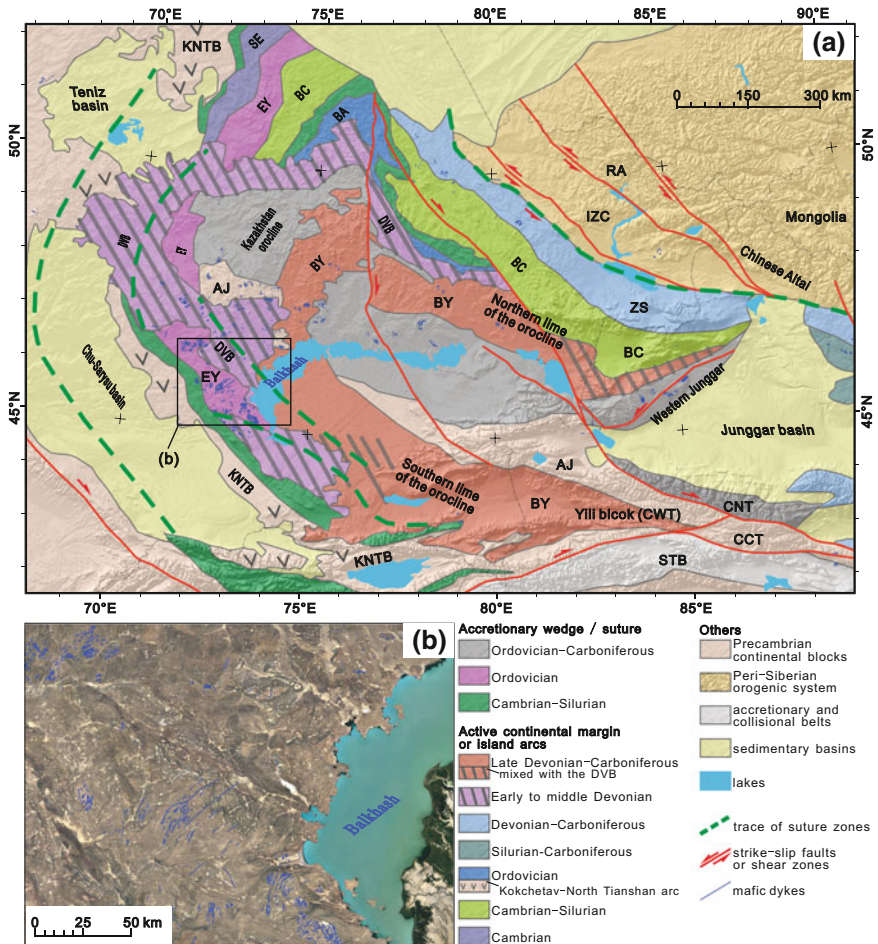 70°E 75°E 80°E 85°E 90°E
(a)
KNTB
SE
Teniz
basin
EY
BC
BA
0 150 300 km
50°N
50°N
RA
IZC
Mongolia
DVB
EY
Kazakhstan
orocline
DVB
BC
Chinese Altai
BY
AJ
BY
Northern lime
of the orocline
ZS
DVB
BC
Chu-Sarysu basin
EY
Balkhash
45°N
45°N
Western Junggar
Junggar basin
(b)
KNTB
Southern lime
of the orocline
AJ
BY
Yili blcok (CWT)
CNT
CCT
KNTB
STB
70°E 75°E 80°E 85°E
(b)
Balkhash
0 12.5 25 50 km
Accretionary wedge / suture
Ordovician-Carboniferous
Ordovician
Cambrian-Silurian
Active continental margin
or island arcs
Late Devonian-Carboniferous
mixed with the DVB
Early to middle Devonian
Devonian-Carboniferous
Silurian-Carboniferous
Ordovician
Kokchetav-North Tianshan arc
Cambrian-Silurian
Cambrian
Others
Precambrian
continental blocks
Peri-Siberian
orogenic system
accretionary and
collisional belts
sedimentary basins
lakes
trace of suture zones
strike-slip faults
or shear zones
mafic dykes